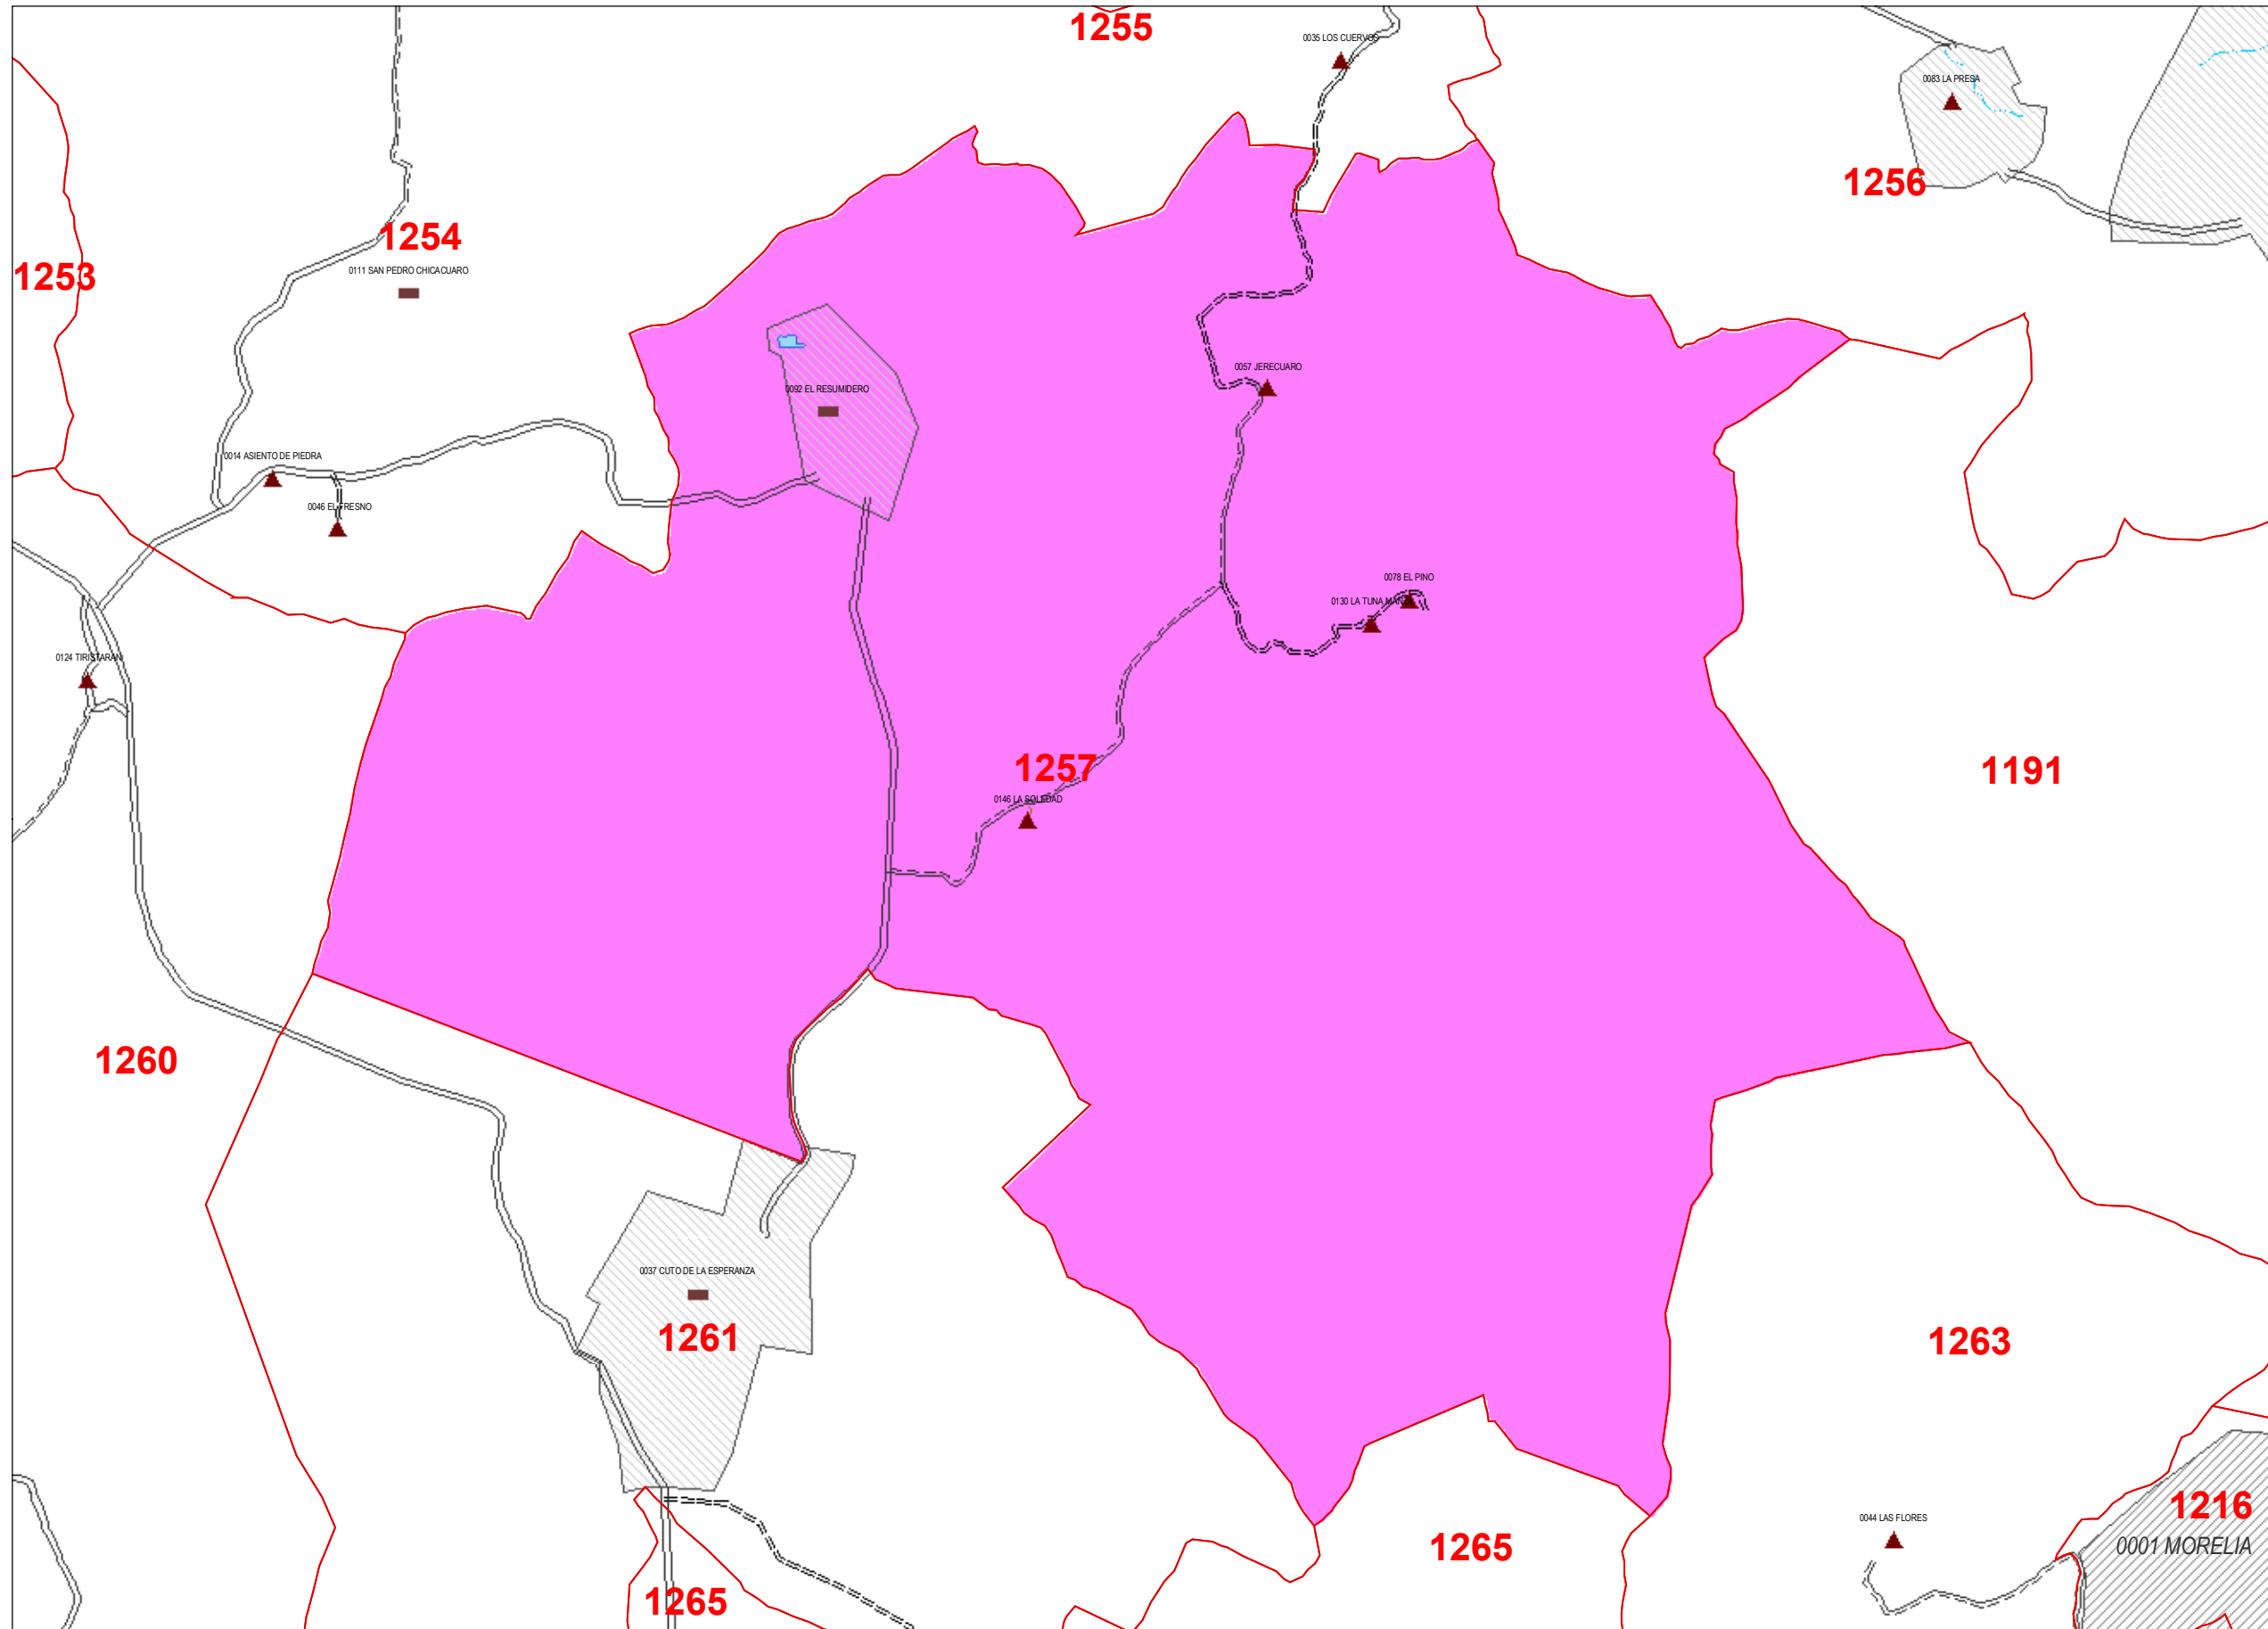 1255
0035 LOS CUERVOS
0083 LA PRESA
1256
1254
1253
0111 SAN PEDRO CHICACUARO
0057 JERECUARO
0092 EL RESUMIDERO
0014 ASIENTO DE PIEDRA
0046 EL FRESNO
0078 EL PINO
0130 LA TUNA MANSA
0124 TIRISTARAN
1257
1191
0146 LA SOLEDAD
1260
0037 CUTO DE LA ESPERANZA
1261
1263
1216
0044 LAS FLORES
0001 MORELIA
1265
1265